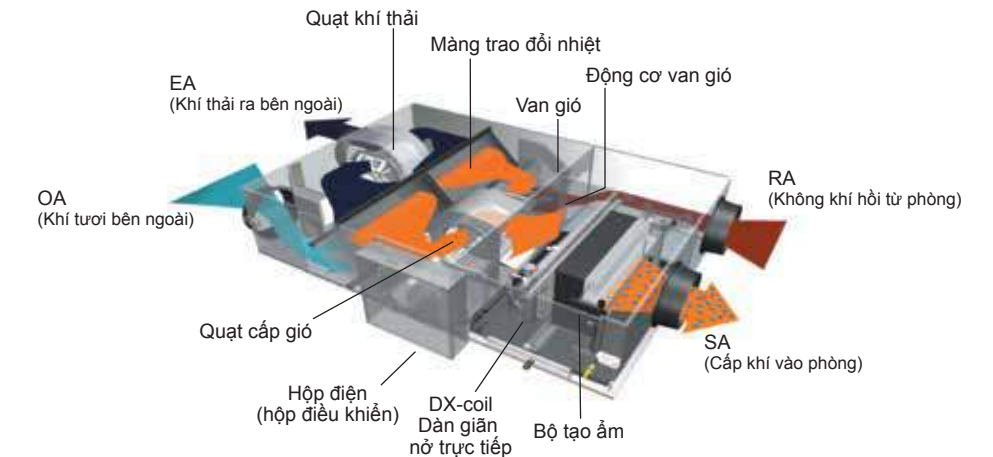 Quạt khí thải
Màng trao đổi nhiệt
Động cơ van gió
EA
(Khí thải ra bên ngoài)
Van gió
OA
(Khí tươi bên ngoài)
RA
(Không khí hồi từ phòng)
Quạt cấp gió
SA
(Cấp khí vào phòng)
Hộp điện
(hộp điều khiển)
DX-coil
Dàn giãn
nở trực tiếp
Bộ tạo ẩm